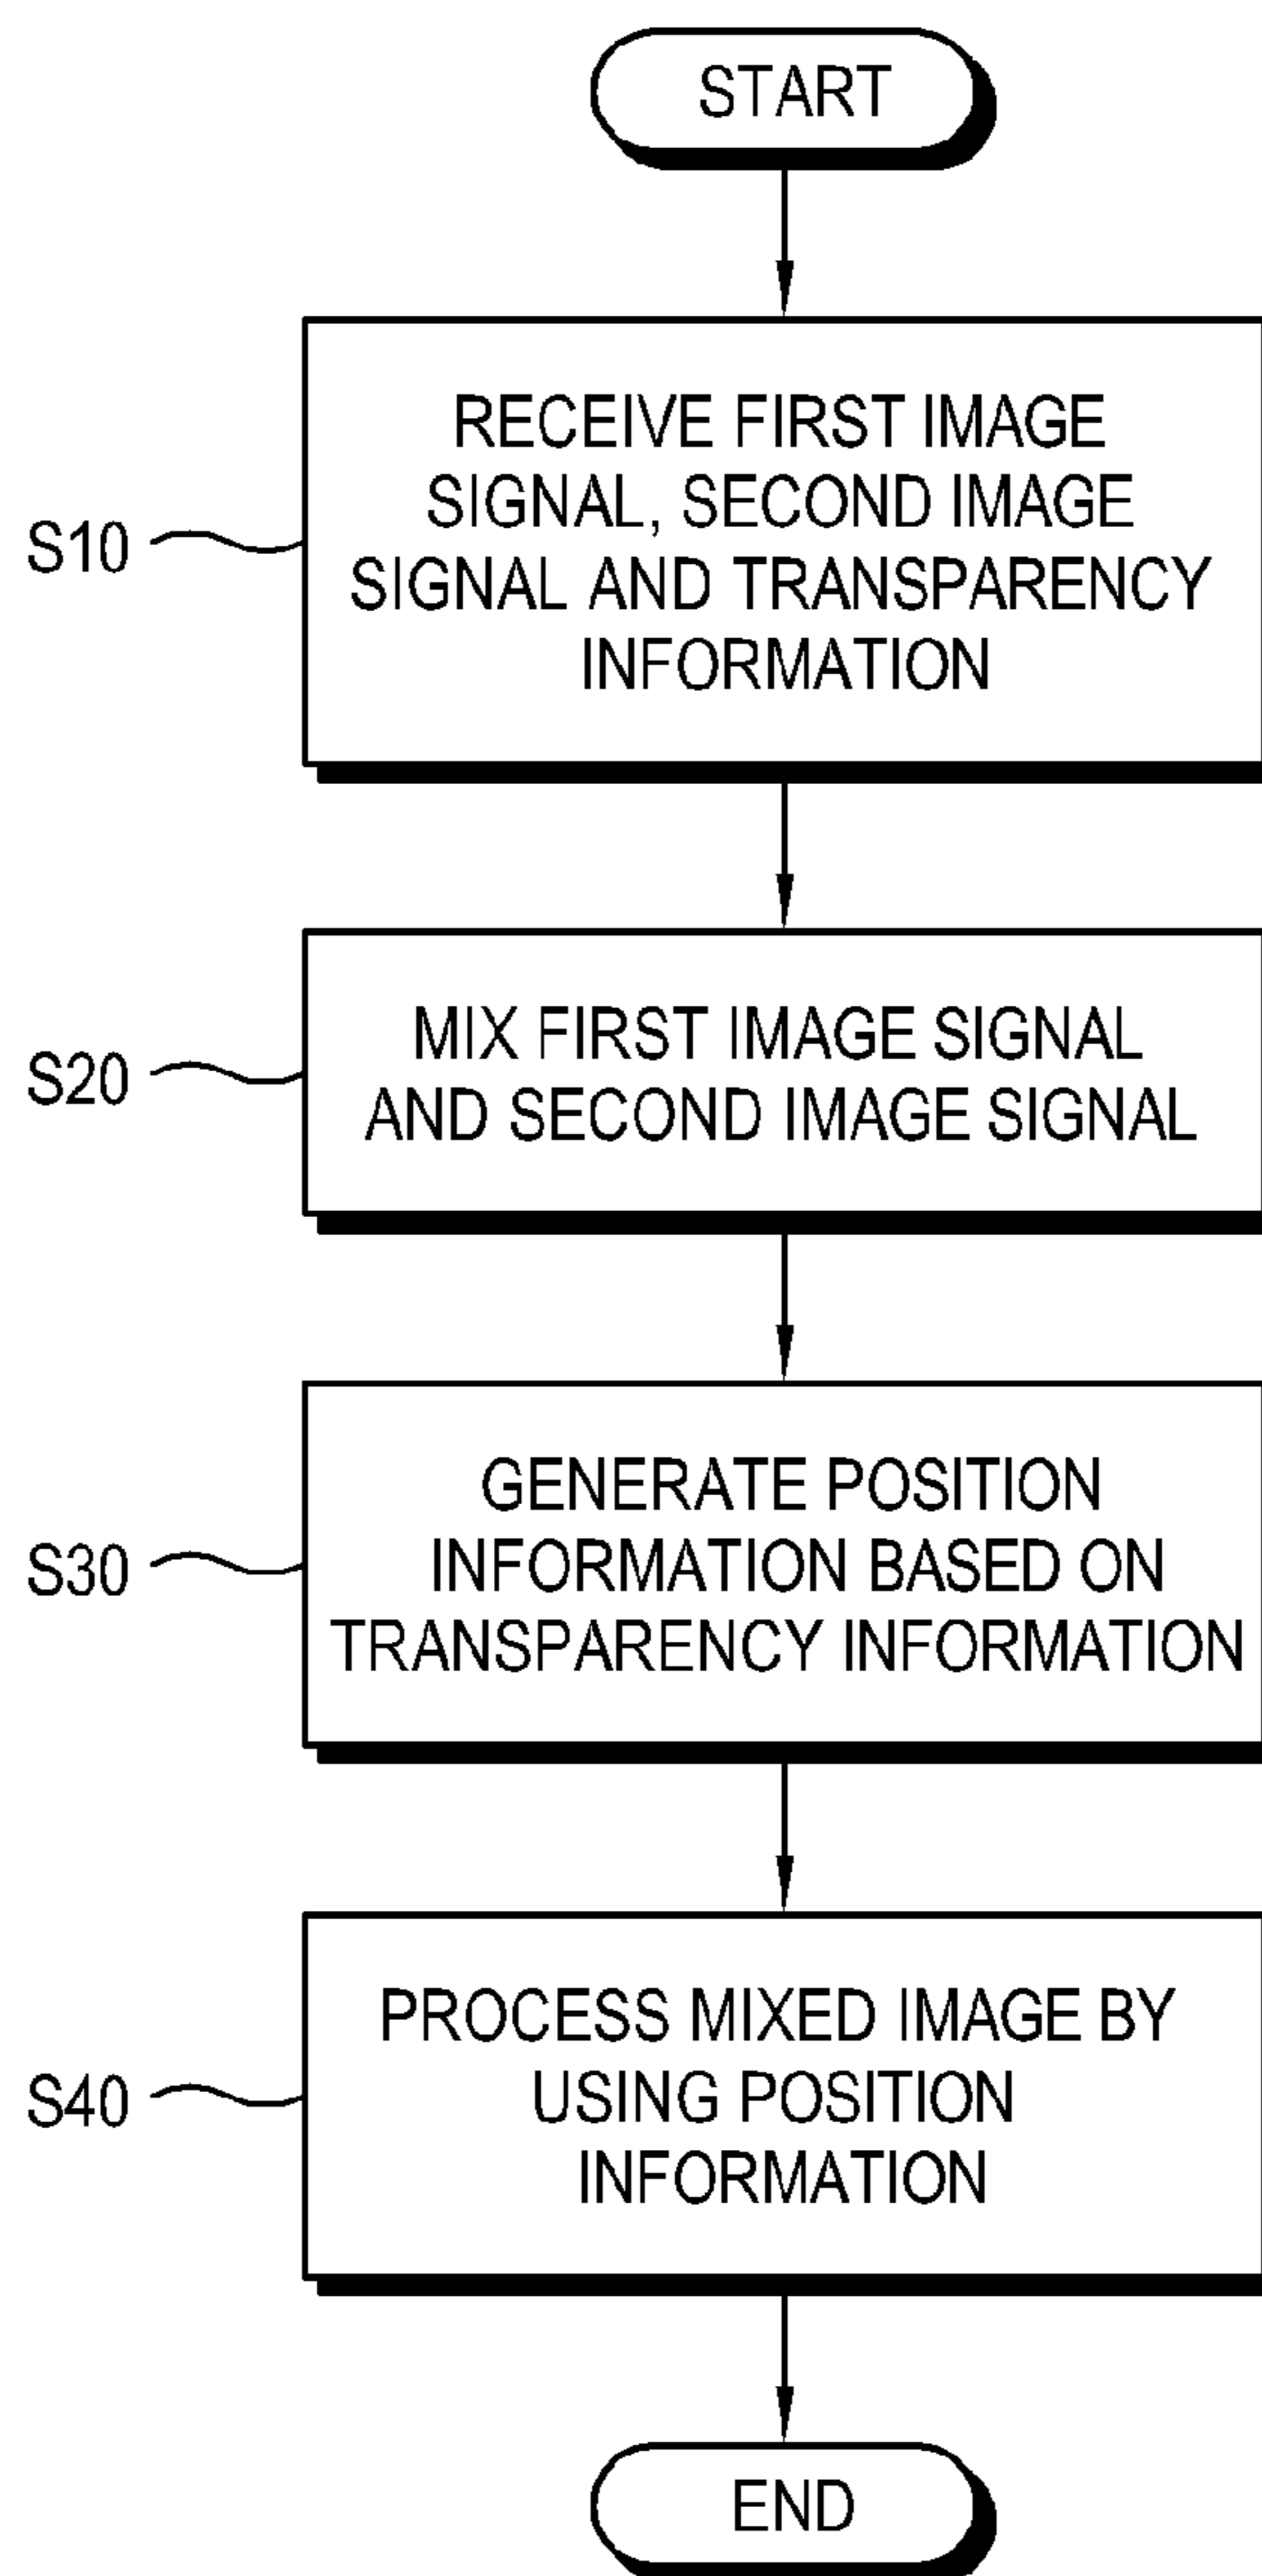 START
RECEIVE FIRST IMAGE
SIGNAL, SECOND IMAGE
S10
SIGNAL AND TRANSPARENCY
INFORMATION
MIX FIRST IMAGE SIGNAL
S20
AND SECOND IMAGE SIGNAL
GENERATE POSITION
S30
INFORMATION BASED ON
TRANSPARENCY INFORMATION
PROCESS MIXED IMAGE BY
S40
USING POSITION
INFORMATION
END